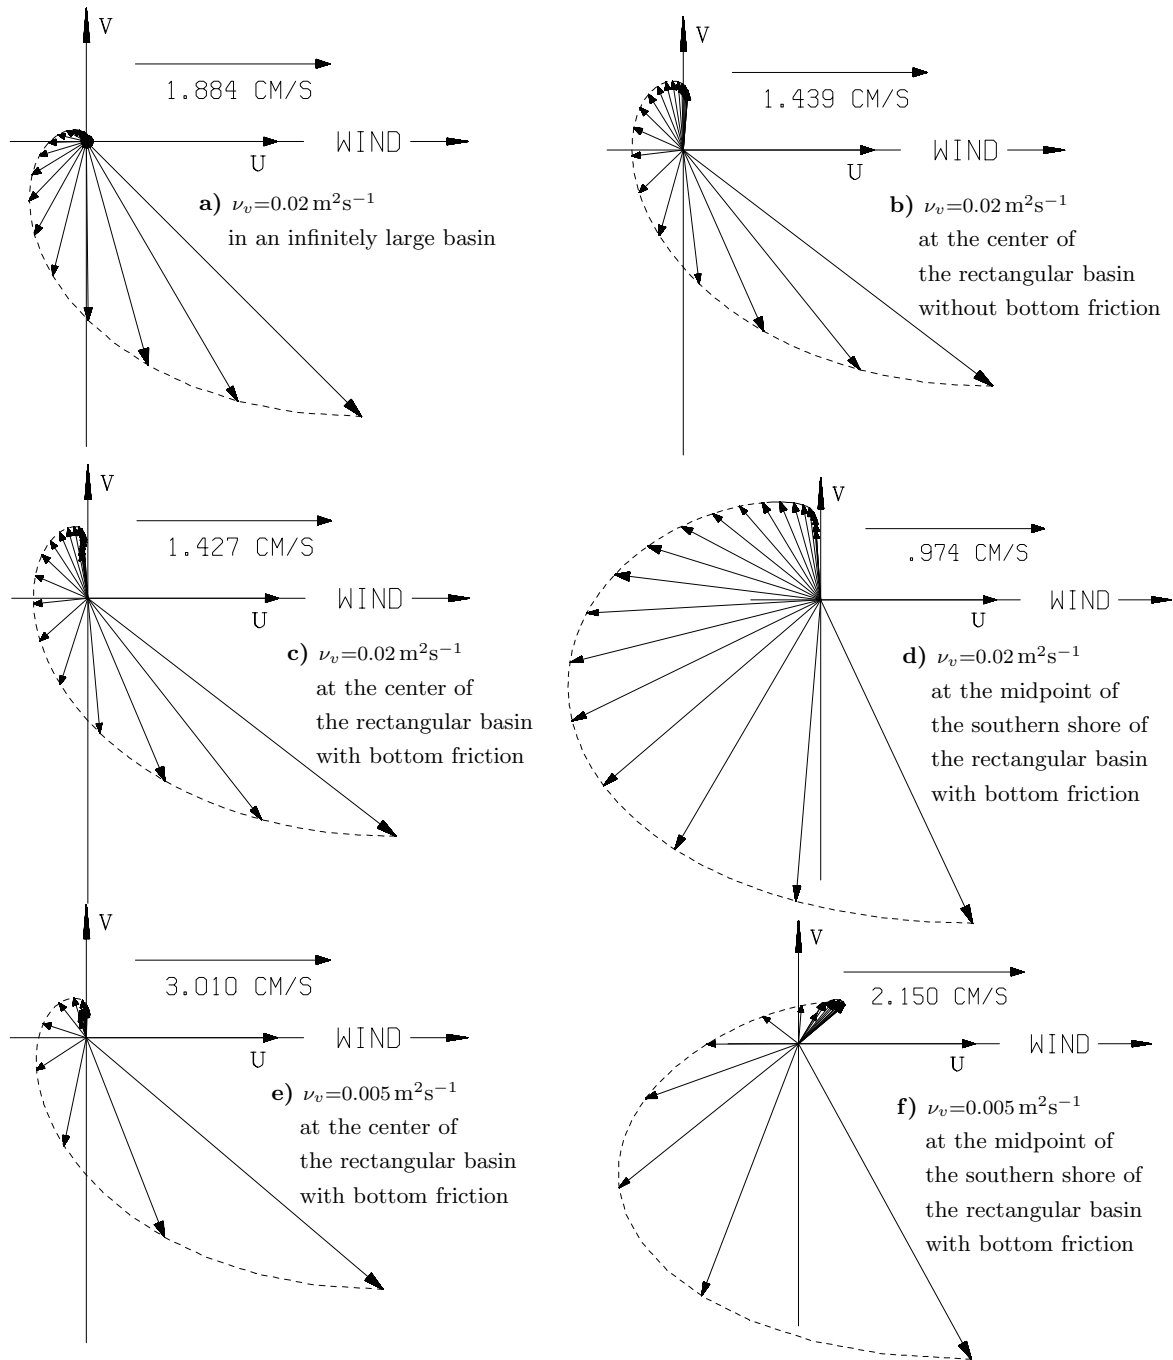 V
1.884 CM/S
WIND
U
a) νᵥ=0.02 m²s⁻¹
in an infinitely large basin
V
1.439 CM/S
WIND
U
b) νᵥ=0.02 m²s⁻¹
at the center of
the rectangular basin
without bottom friction
V
1.427 CM/S
WIND
U
c) νᵥ=0.02 m²s⁻¹
at the center of
the rectangular basin
with bottom friction
V
.974 CM/S
WIND
U
d) νᵥ=0.02 m²s⁻¹
at the midpoint of
the southern shore of
the rectangular basin
with bottom friction
V
3.010 CM/S
WIND
U
e) νᵥ=0.005 m²s⁻¹
at the center of
the rectangular basin
with bottom friction
V
2.150 CM/S
WIND
U
f) νᵥ=0.005 m²s⁻¹
at the midpoint of
the southern shore of
the rectangular basin
with bottom friction